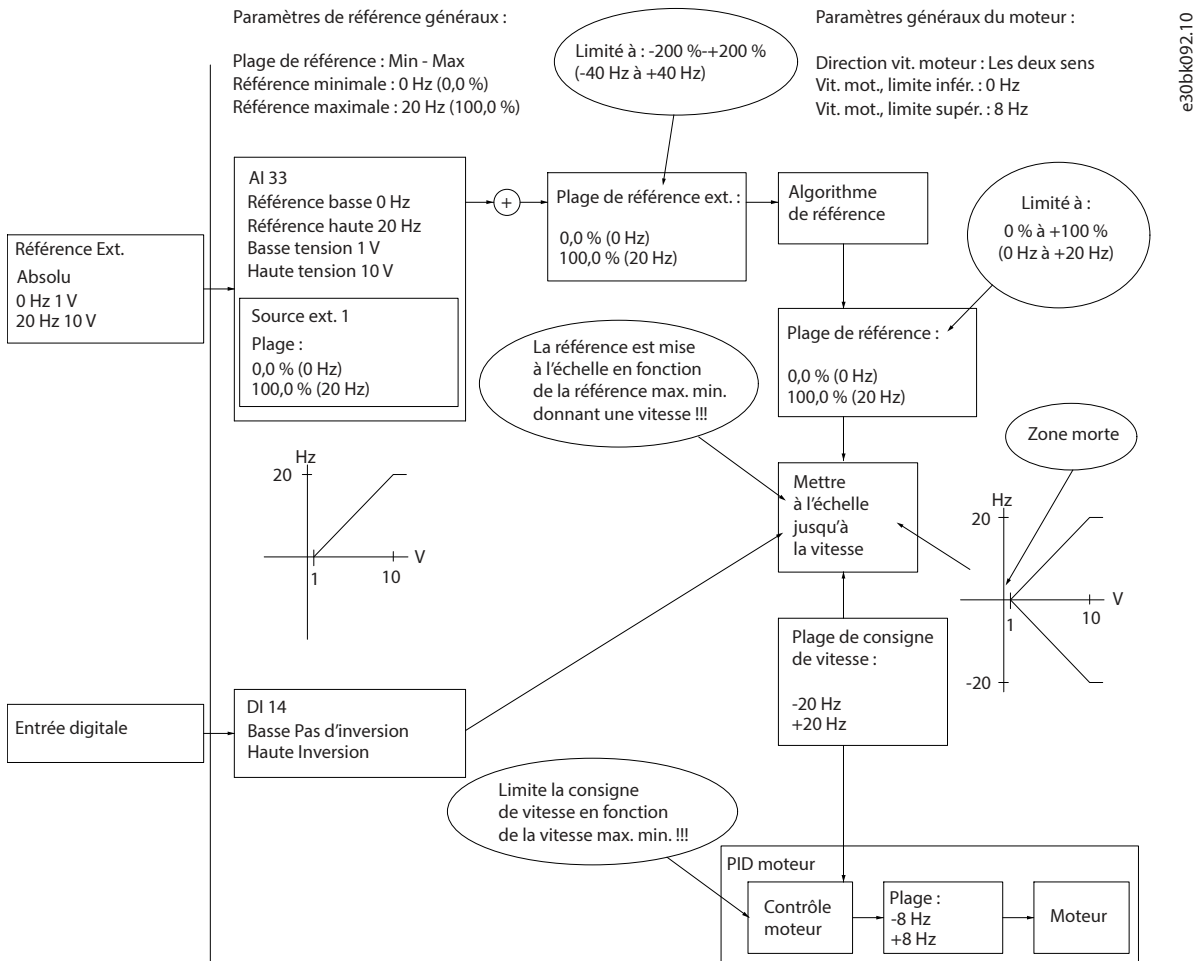 Paramètres de référence généraux :
Plage de référence : Min - Max
Référence minimale : 0 Hz (0,0 %)
Référence maximale : 20 Hz (100,0 %)
Limité à : -200 %-+200 %
(-40 Hz à +40 Hz)
Paramètres généraux du moteur :
Direction vit. moteur : Les deux sens
Vit. mot., limite infér. : 0 Hz
Vit. mot., limite supér. : 8 Hz
e30bk092.10
Référence Ext.
Absolu
0 Hz 1 V
20 Hz 10 V
AI 33
Référence basse 0 Hz
Référence haute 20 Hz
Basse tension 1 V
Haute tension 10 V
Source ext. 1
Plage :
0,0 % (0 Hz)
100,0 % (20 Hz)
+
Plage de référence ext. :
0,0 % (0 Hz)
100,0 % (20 Hz)
Algorithme
de référence
Limité à :
0 % à +100 %
(0 Hz à +20 Hz)
Plage de référence :
0,0 % (0 Hz)
100,0 % (20 Hz)
La référence est mise
à l'échelle en fonction
de la référence max. min.
donnant une vitesse !!!
Zone morte
Hz
20
V
1
10
Mettre
à l'échelle
jusqu'à
la vitesse
Hz
20
V
1
10
-20
Plage de consigne
de vitesse :
-20 Hz
+20 Hz
Entrée digitale
DI 14
Basse Pas d'inversion
Haute Inversion
Limite la consigne
de vitesse en fonction
de la vitesse max. min. !!!
PID moteur
Contrôle
moteur
Plage :
-8 Hz
+8 Hz
Moteur